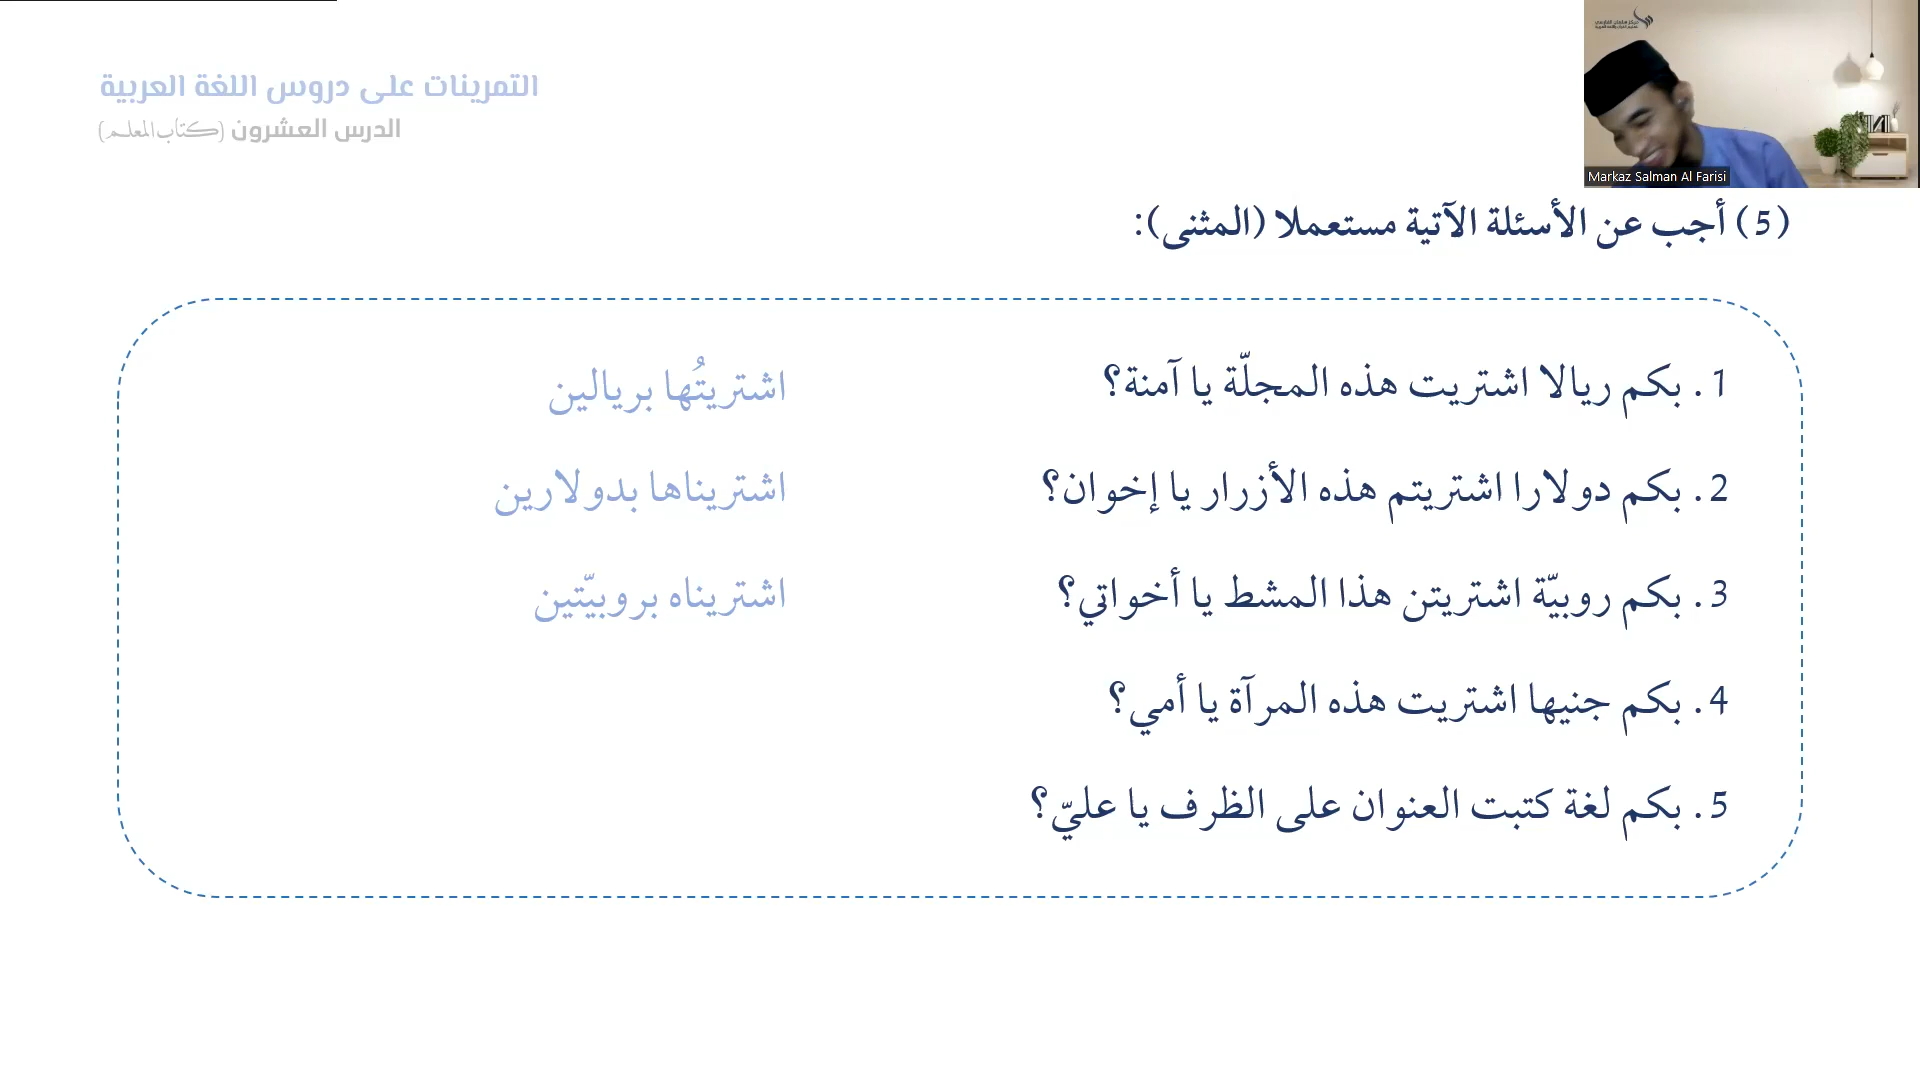 التمرينات على دروس اللغة العربية
الدرس العشرون (كتاب المعلم)
Markaz Salman Al Farisi
(5) أجب عن الأسئلة الآتية مستعملا (المثنى):
1. بكم ريالا اشتريت هذه المجلّة يا آمنة؟
اشتريتُها بريالين
2. بكم دولارا اشتريتم هذه الأزرار يا إخوان؟
اشتريناها بدولارين
3. بكم روبيّة اشتريتن هذا المشط يا أخواتي؟
اشتريناه بروبيّتين
4. بكم جنيها اشتريت هذه المرآة يا أمي؟
5. بكم لغة كتبت العنوان على الظرف يا عليّ؟